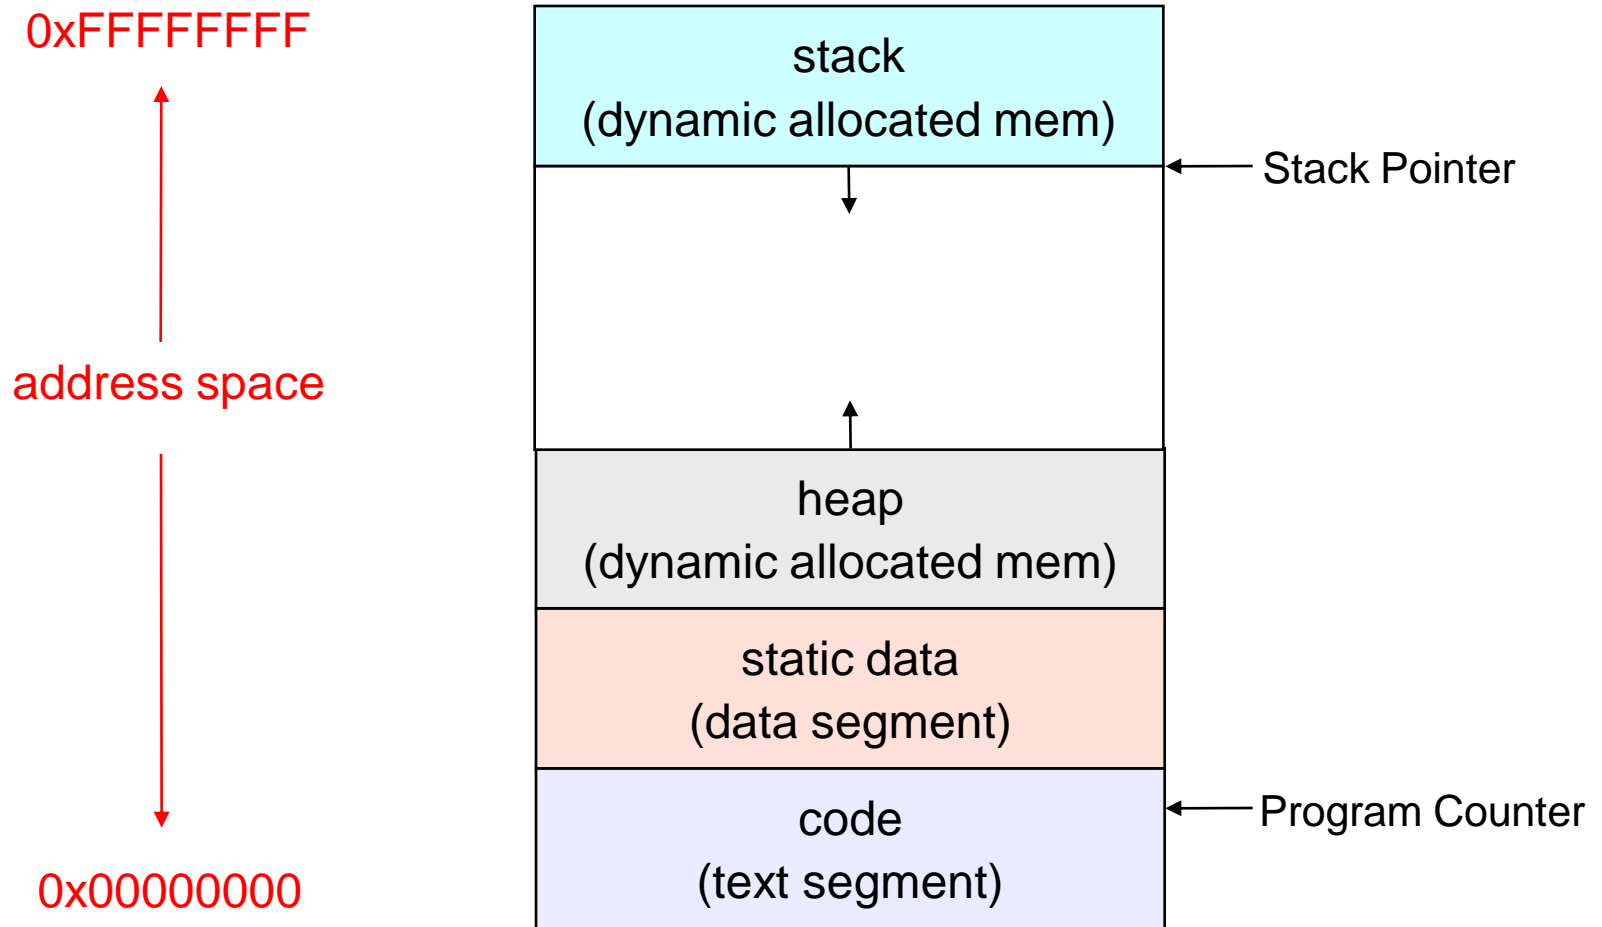 0xFFFFFFFF
stack
(dynamic allocated mem)
Stack Pointer
address space
heap
(dynamic allocated mem)
static data
(data segment)
code
(text segment)
Program Counter
0x00000000